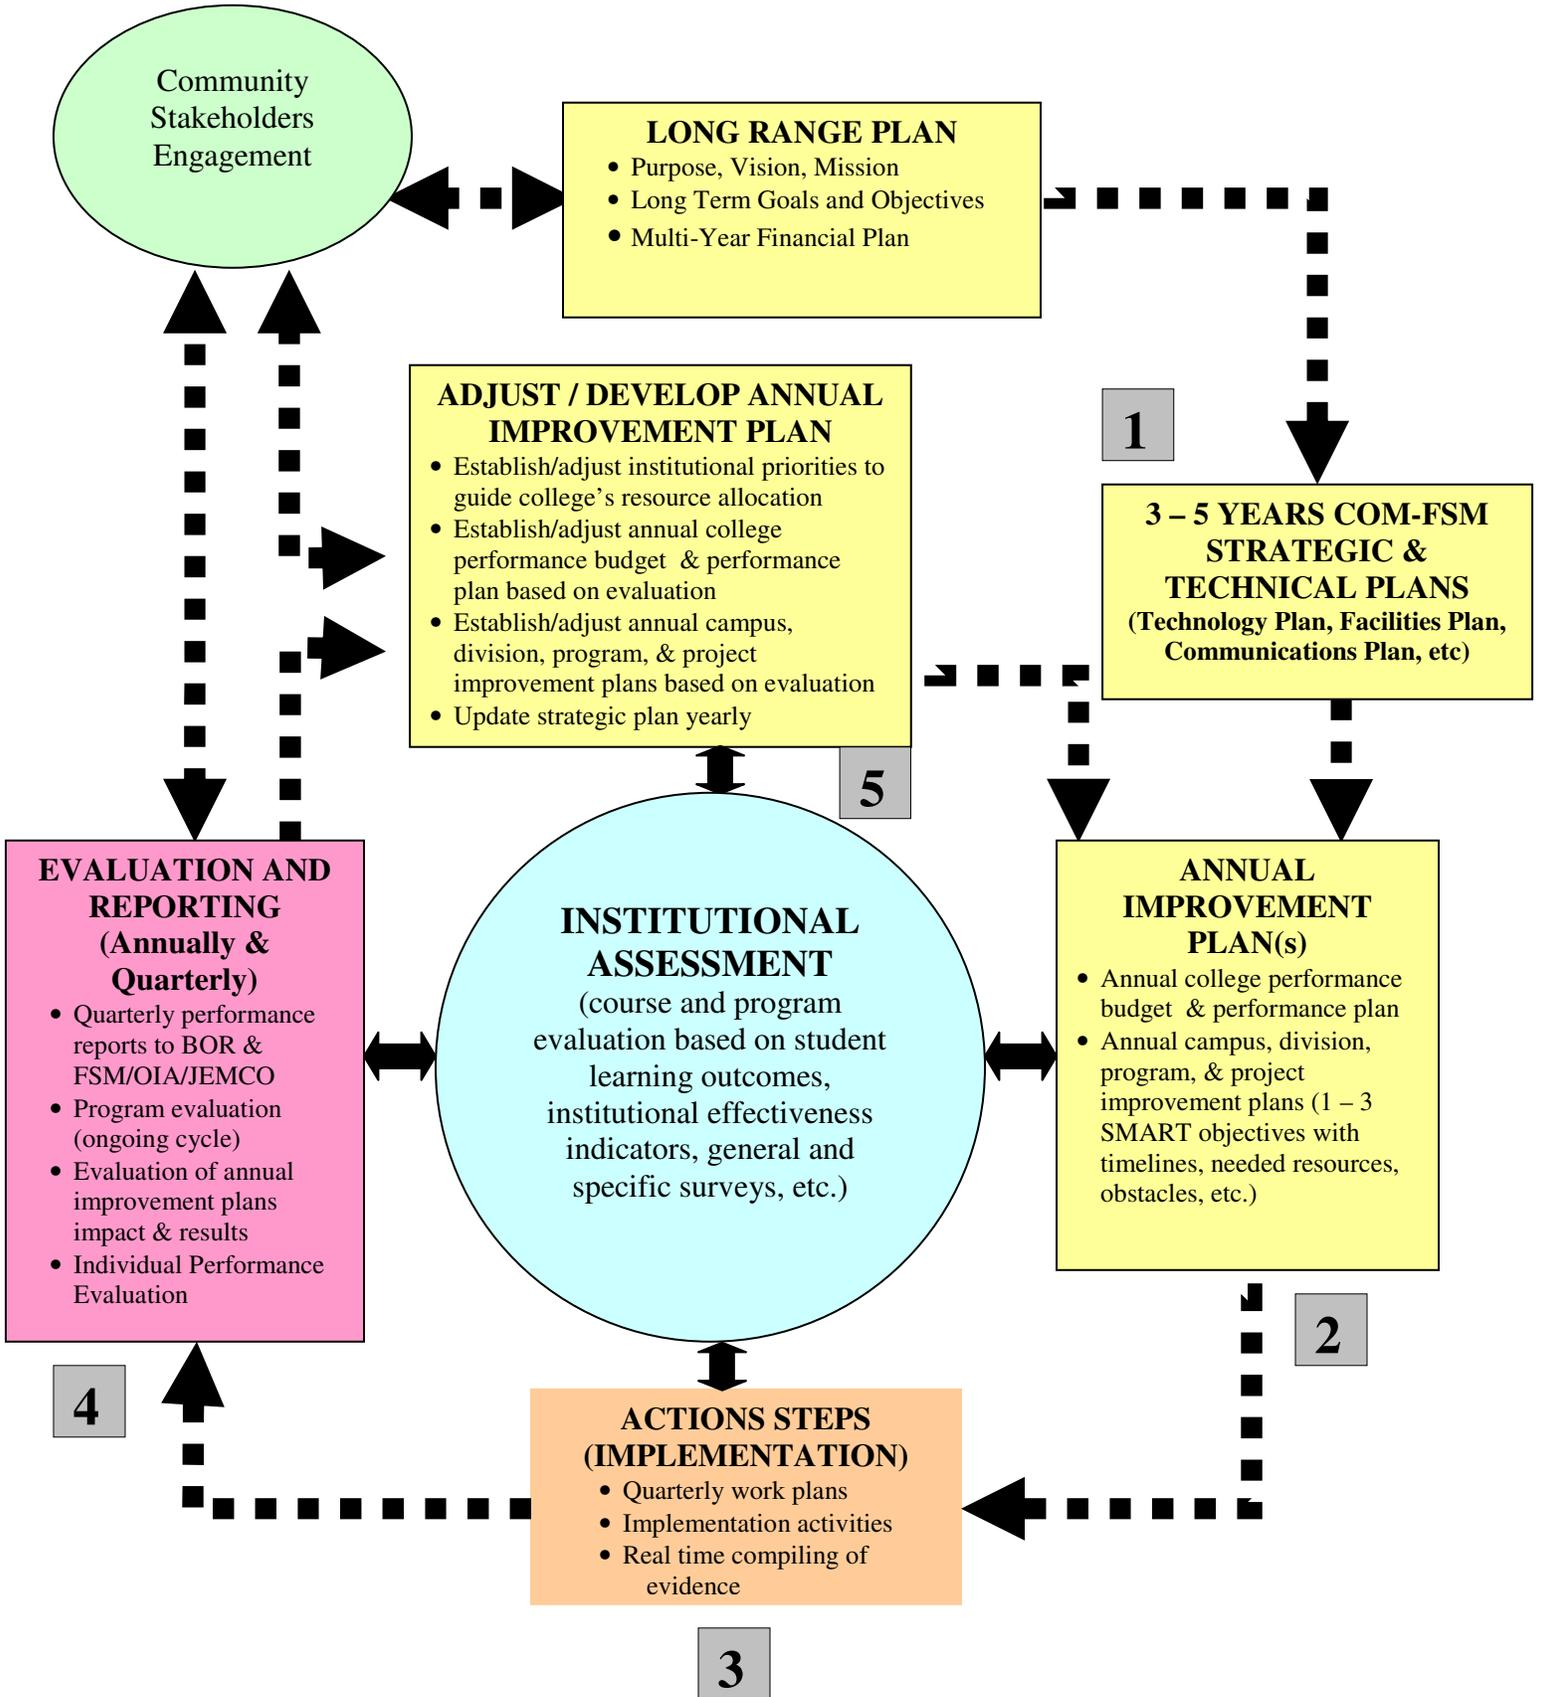 Community
Stakeholders
Engagement
LONG RANGE PLAN
• Purpose, Vision, Mission
• Long Term Goals and Objectives
• Multi-Year Financial Plan
ADJUST / DEVELOP ANNUAL
IMPROVEMENT PLAN
• Establish/adjust institutional priorities to
guide college’s resource allocation
• Establish/adjust annual college
performance budget & performance
plan based on evaluation
• Establish/adjust annual campus,
division, program, & project
improvement plans based on evaluation
• Update strategic plan yearly
1
3 – 5 YEARS COM-FSM
STRATEGIC &
TECHNICAL PLANS
(Technology Plan, Facilities Plan,
Communications Plan, etc)
5
EVALUATION AND
REPORTING
(Annually &
Quarterly)
• Quarterly performance
reports to BOR &
FSM/OIA/JEMCO
• Program evaluation
(ongoing cycle)
• Evaluation of annual
improvement plans
impact & results
• Individual Performance
Evaluation
INSTITUTIONAL
ASSESSMENT
(course and program
evaluation based on student
learning outcomes,
institutional effectiveness
indicators, general and
specific surveys, etc.)
ANNUAL
IMPROVEMENT
PLAN(s)
• Annual college performance
budget & performance plan
• Annual campus, division,
program, & project
improvement plans (1 – 3
SMART objectives with
timelines, needed resources,
obstacles, etc.)
2
4
ACTIONS STEPS
(IMPLEMENTATION)
• Quarterly work plans
• Implementation activities
• Real time compiling of
evidence
3